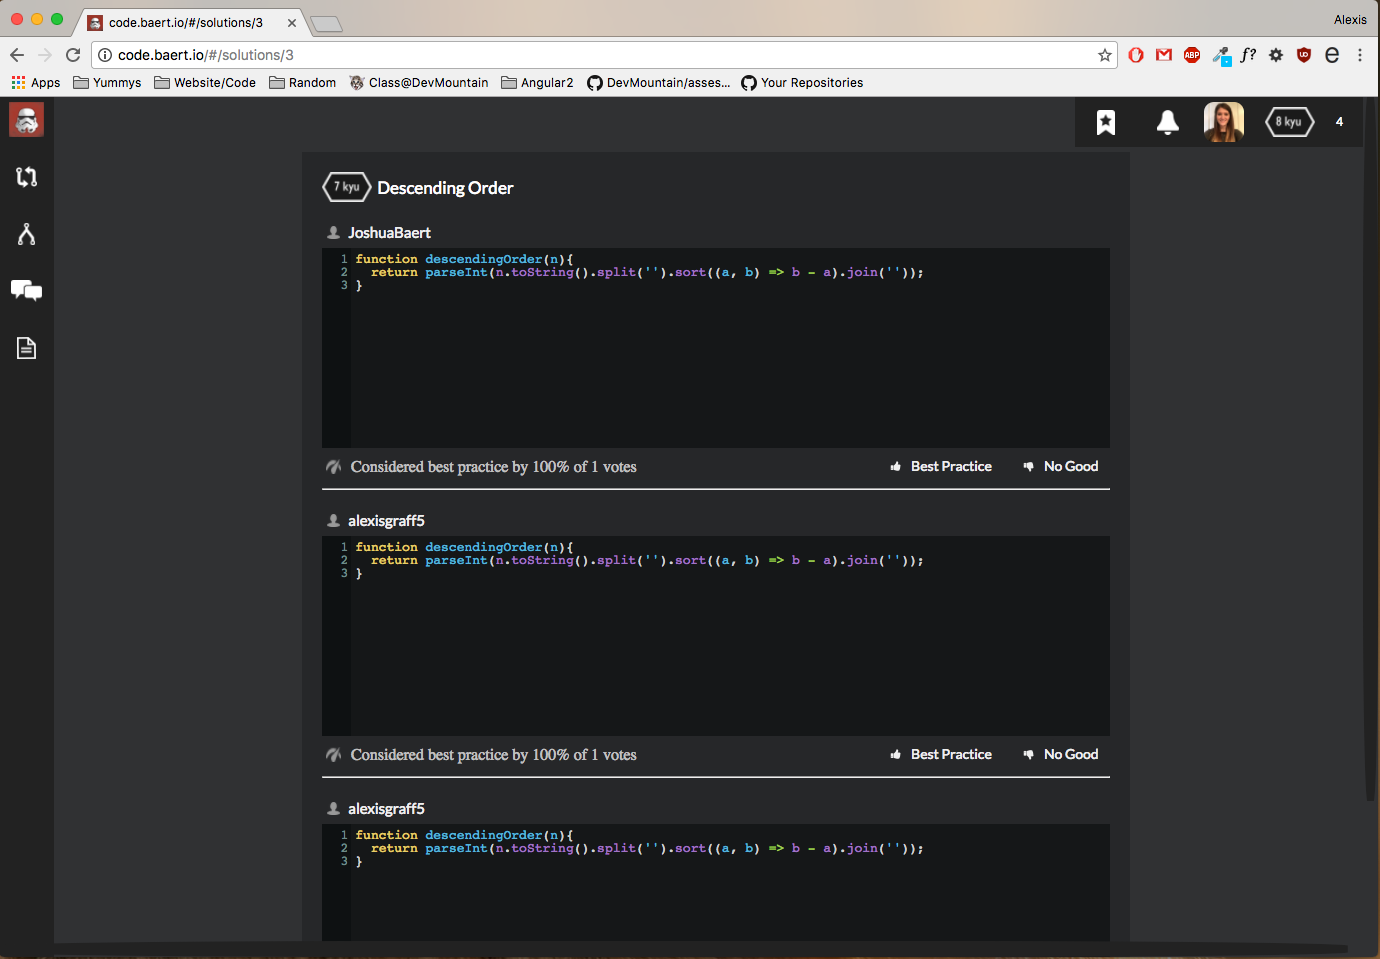 code.baert.io/#/solutions/3
Alexis
code.baert.io/#/solutions/3
ABP
f?
Apps
Yummys
Website/Code
Random
Class@DevMountain
Angular2
DevMountain/asses...
Your Repositories
8 kyu
4
7 kyu
Descending Order
JoshuaBaert
1 function descendingOrder(n){
2   return parseInt(n.toString().split('').sort((a, b) => b - a).join(''));
3 }
Considered best practice by 100% of 1 votes
Best Practice
No Good
alexisgraff5
1 function descendingOrder(n){
2   return parseInt(n.toString().split('').sort((a, b) => b - a).join(''));
3 }
Considered best practice by 100% of 1 votes
Best Practice
No Good
alexisgraff5
1 function descendingOrder(n){
2   return parseInt(n.toString().split('').sort((a, b) => b - a).join(''));
3 }